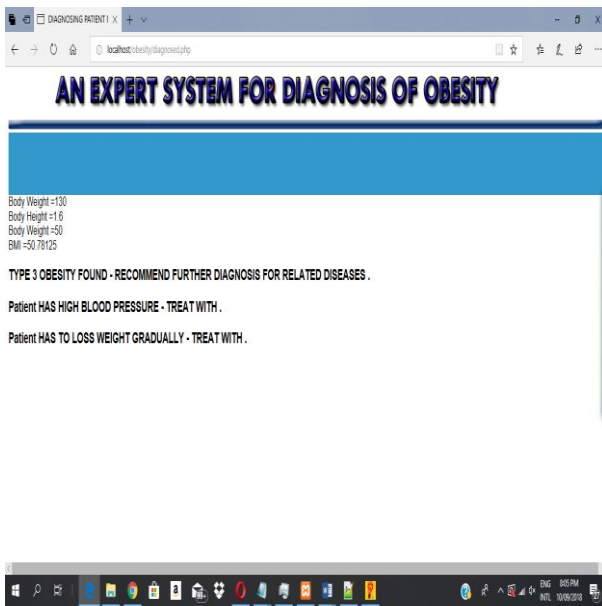 DIAGNOSING PATIENT I
localhost/obesity/diagnosed.php
AN EXPERT SYSTEM FOR DIAGNOSIS OF OBESITY
Body Weight =130
Body Height =1.6
Body Weight =50
BMI =50.78125
TYPE 3 OBESITY FOUND - RECOMMEND FURTHER DIAGNOSIS FOR RELATED DISEASES .
Patient HAS HIGH BLOOD PRESSURE - TREAT WITH .
Patient HAS TO LOSS WEIGHT GRADUALLY - TREAT WITH .
ENG 8:05 PM
INTL 10/09/2018